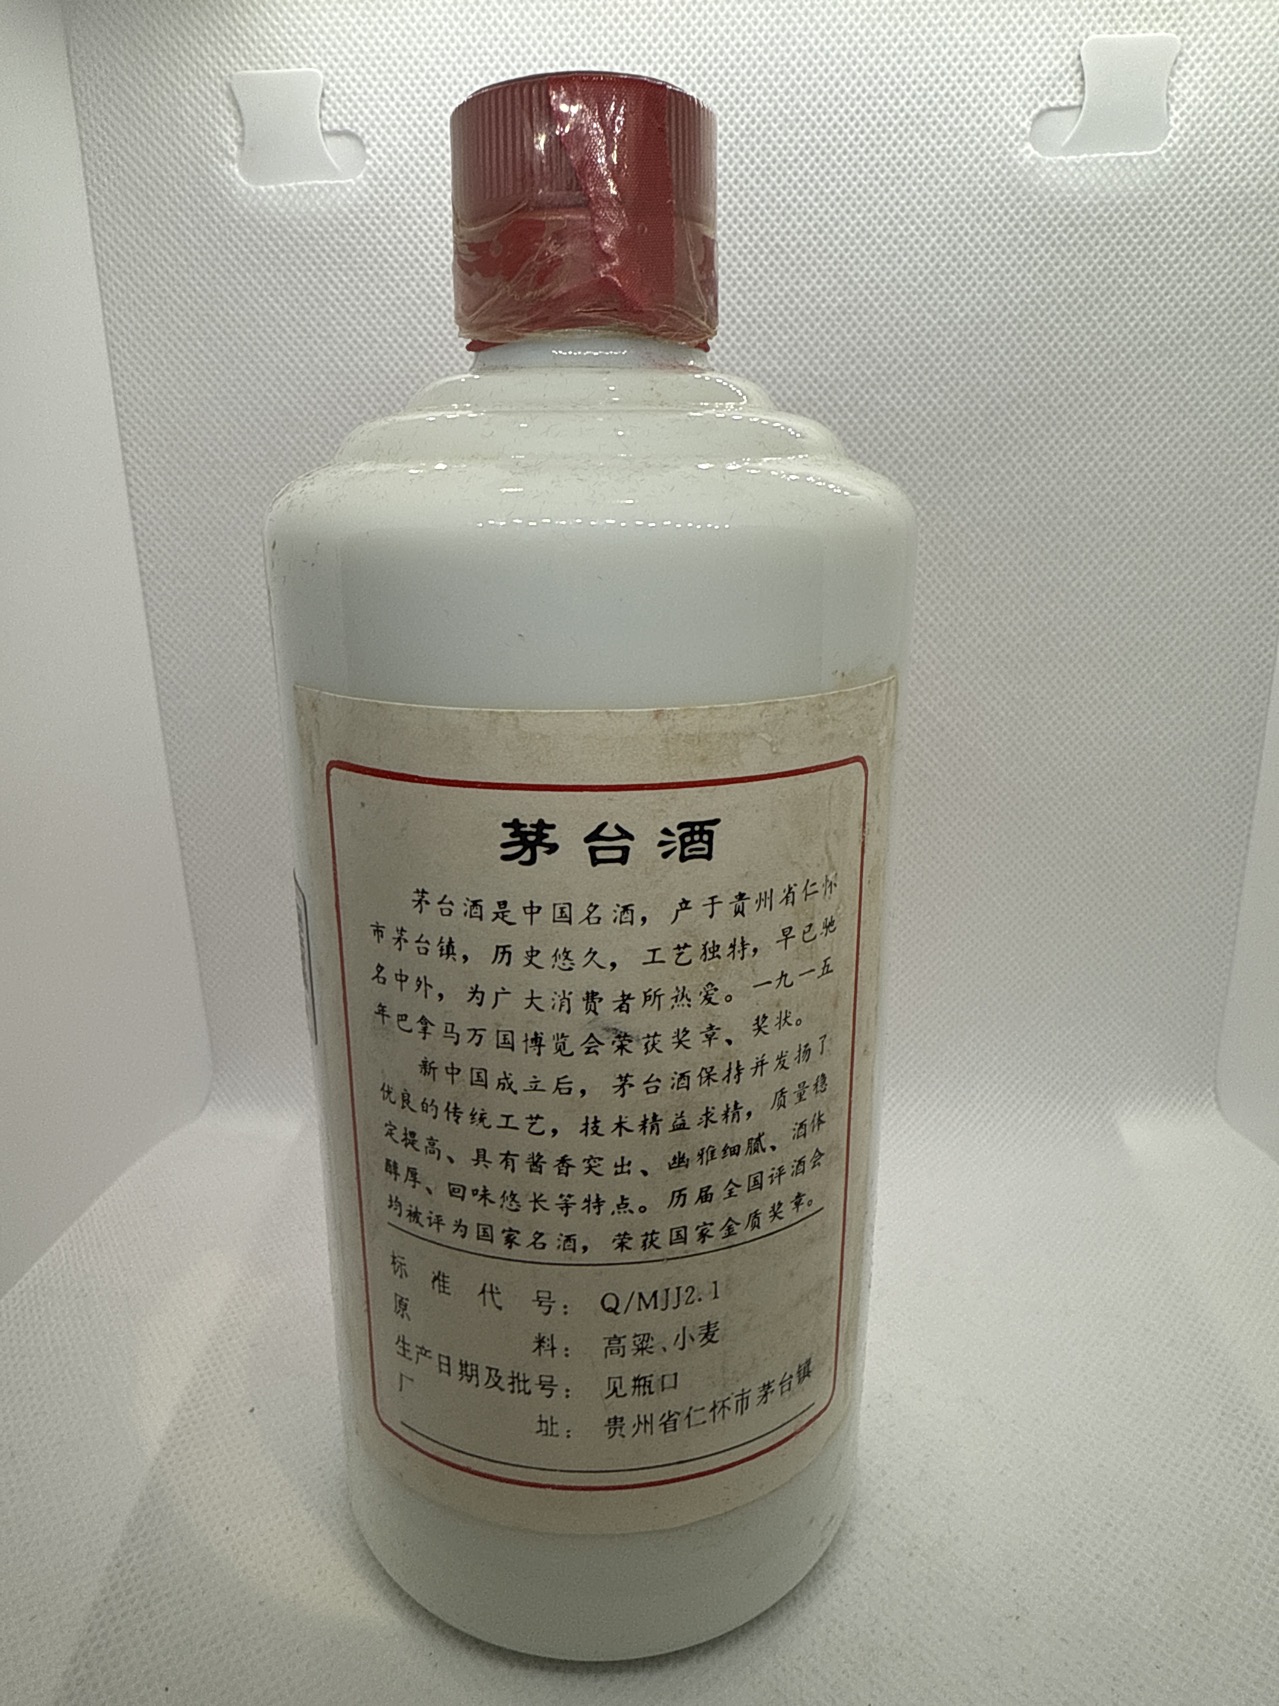 茅台酒
茅台酒是中国名酒，产于贵州省仁怀
市茅台镇，历史悠久，工艺独特，早已驰
名中外，为广大消费者所热爱。一九一五
年巴拿马万国博览会荣获奖章、奖状。
新中国成立后，茅台酒保持并发扬了
优良的传统工艺，技术精益求精，质量稳
定提高、具有酱香突出、幽雅细腻、酒体
醇厚、回味悠长等特点。历届全国评酒会
均被评为国家名酒，荣获国家金质奖章。
标准代号：Q/MJJ2.1
原料：高粱、小麦
生产日期及批号：见瓶口
厂址：贵州省仁怀市茅台镇